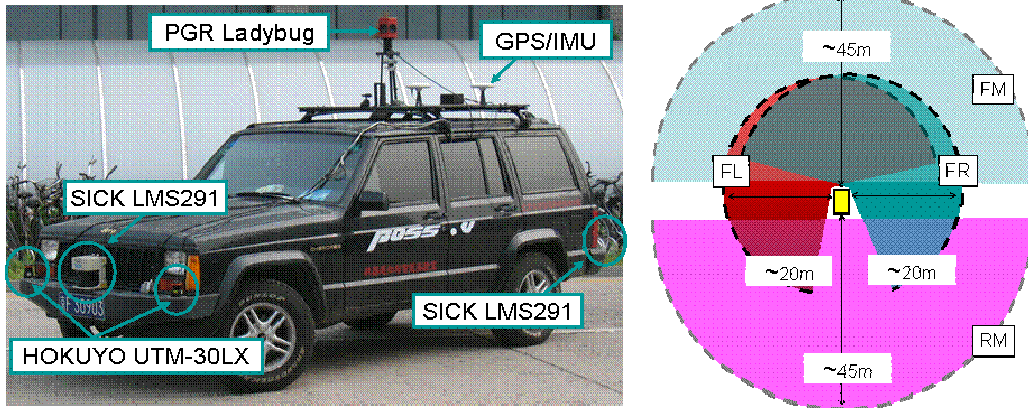 PGR Ladybug
GPS/IMU
SICK LMS291
POSS .V
SICK LMS291
HOKUYO UTM-30LX
~45m
FM
FL
FR
~20m
~20m
RM
~45m